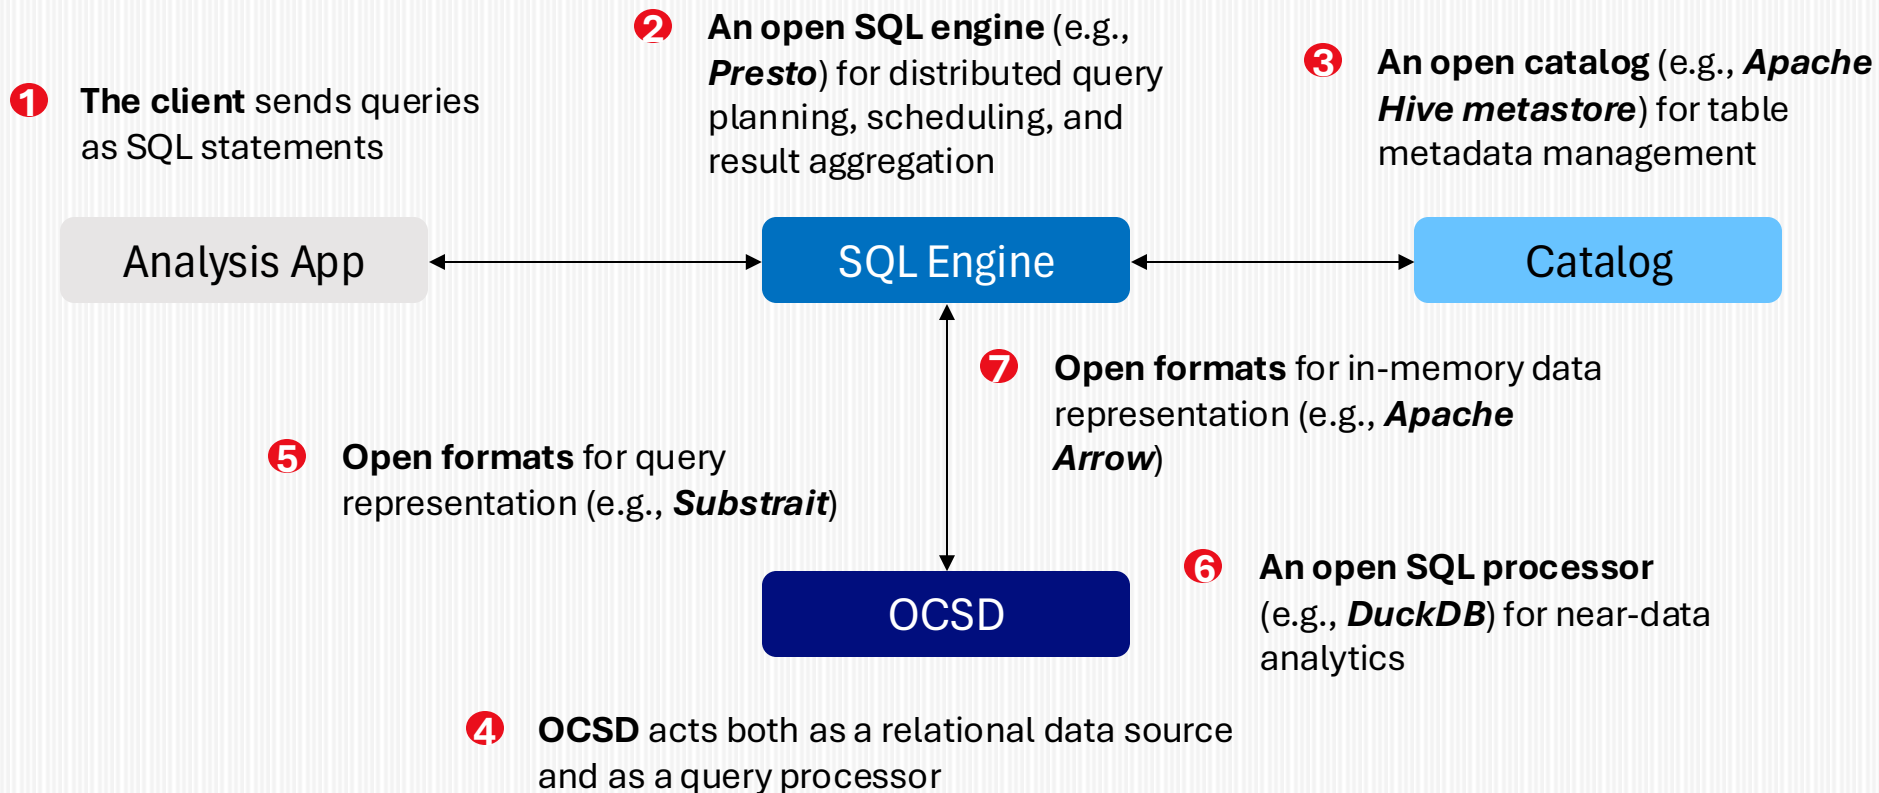 1 The client sends queries
as SQL statements
2 An open SQL engine (e.g.,
Presto) for distributed query
planning, scheduling, and
result aggregation
3 An open catalog (e.g., Apache
Hive metastore) for table
metadata management
Analysis App
SQL Engine
Catalog
7 Open formats for in-memory data
representation (e.g., Apache
Arrow)
5 Open formats for query
representation (e.g., Substrait)
OCSD
6 An open SQL processor
(e.g., DuckDB) for near-data
analytics
4 OCSD acts both as a relational data source
and as a query processor